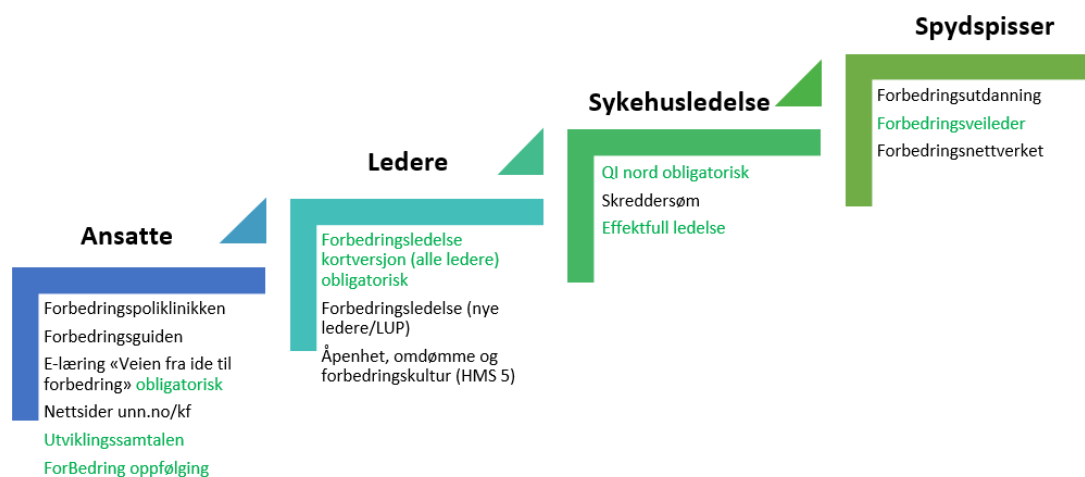 Ansatte
Forbedringspoliklinikken
Forbedringsguiden
E-læring «Veien fra ide til
forbedring» obligatorisk
Nettsider unn.no/kf
Utviklingssamtalen
ForBedring oppfølging
Ledere
Forbedringsledelse
kortversjon (alle ledere)
obligatorisk
Forbedringsledelse (nye
ledere/LUP)
Åpenhet, omdømme og
forbedringskultur (HMS 5)
Sykehusledelse
QI nord obligatorisk
Skreddersøm
Effektfull ledelse
Spydspisser
Forbedringsutdanning
Forbedringsveileder
Forbedringsnettverket